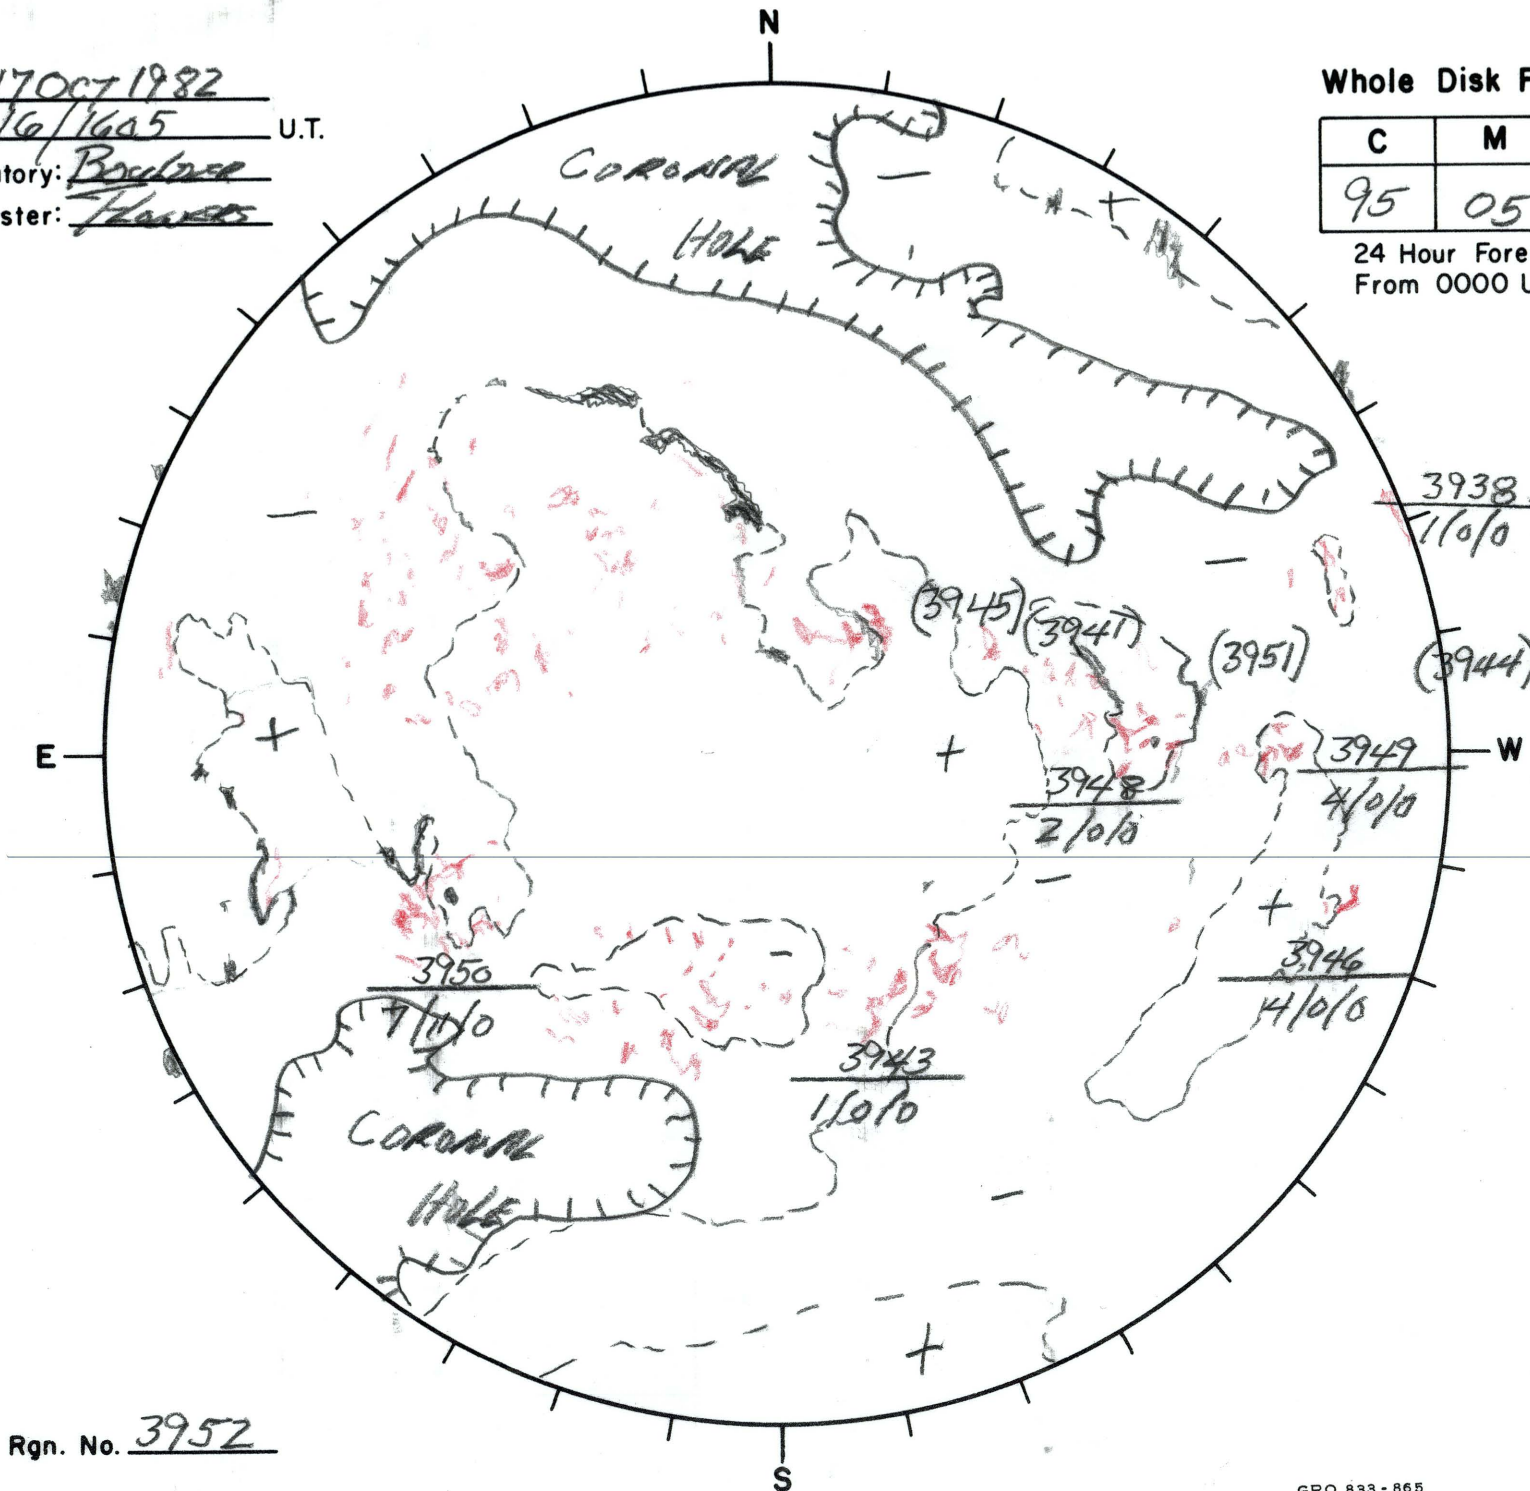 N
17 Oct 1982
16/1605 U.T.
tory: Boulder
ster: Flowers
Whole Disk F
C M
95 05
24 Hour Fore
From 0000 U
CORONAL
HOLE
3938
1/0/0
(3945) (3941)
(3951)
(3944)
E
W
3949
4/0/0
3948
2/0/0
3946
4/0/0
3950
7/1/0
3943
1/0/0
CORONAL
HOLE
Rgn. No. 3952
S
GPO 833-865